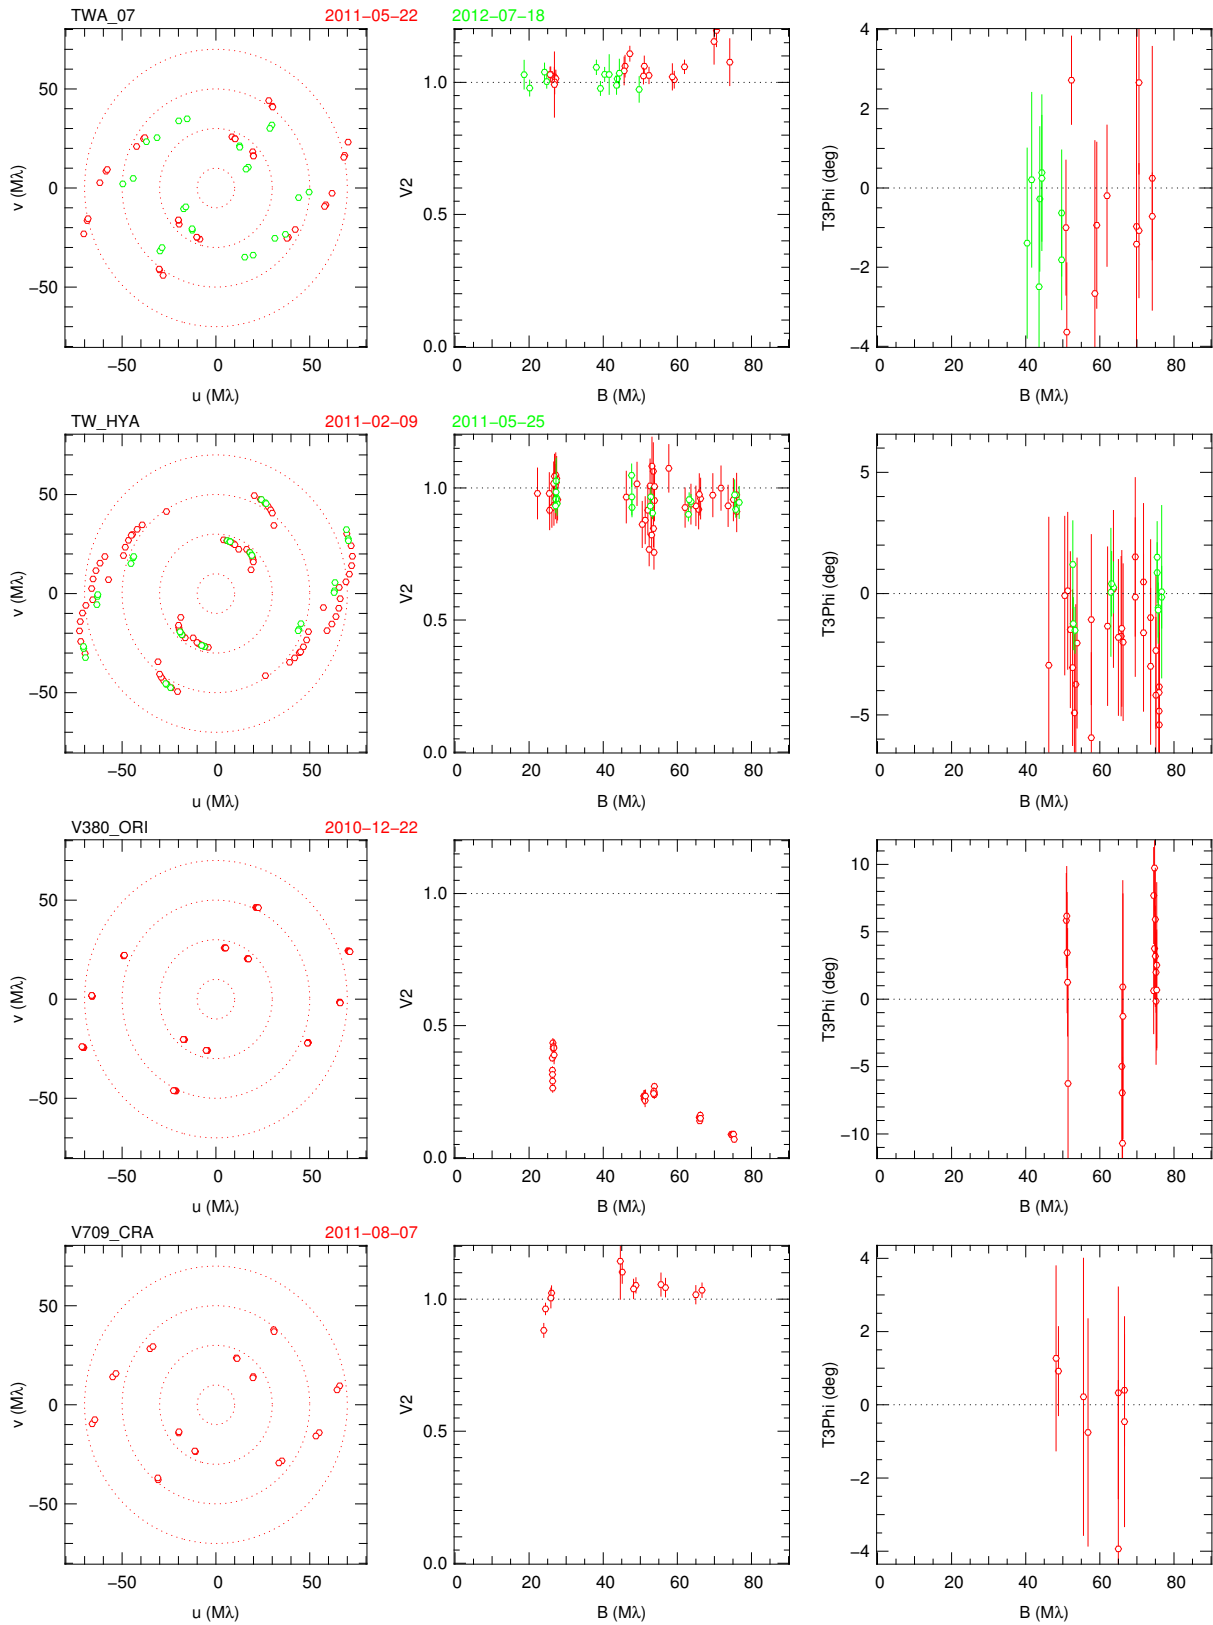 TWA_07 2011−05−22 2012−07−18
50
0
−50
v (Mλ)
−50 0 50
u (Mλ)
1.0
0.5
0.0
V2
0 20 40 60 80
B (Mλ)
4
2
0
−2
−4
T3Phi (deg)
0 20 40 60 80
B (Mλ)
TW_HYA 2011−02−09 2011−05−25
50
0
−50
v (Mλ)
−50 0 50
u (Mλ)
1.0
0.5
0.0
V2
0 20 40 60 80
B (Mλ)
5
0
−5
T3Phi (deg)
0 20 40 60 80
B (Mλ)
V380_ORI 2010−12−22
50
0
−50
v (Mλ)
−50 0 50
u (Mλ)
1.0
0.5
0.0
V2
0 20 40 60 80
B (Mλ)
10
5
0
−5
−10
T3Phi (deg)
0 20 40 60 80
B (Mλ)
V709_CRA 2011−08−07
50
0
−50
v (Mλ)
−50 0 50
u (Mλ)
1.0
0.5
0.0
V2
0 20 40 60 80
B (Mλ)
4
2
0
−2
−4
T3Phi (deg)
0 20 40 60 80
B (Mλ)